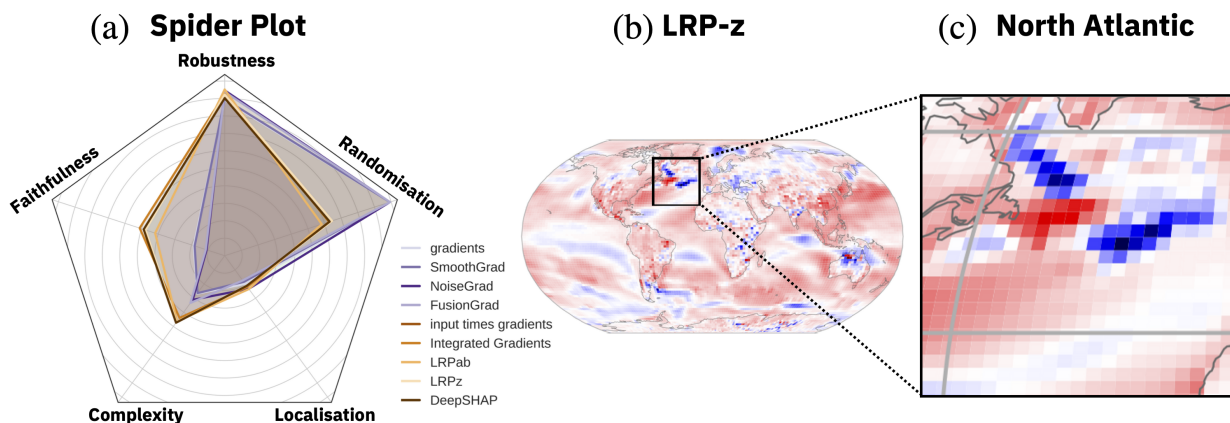 (a) Spider Plot
Robustness
Randomisation
Faithfulness
Complexity
Localisation
gradients
SmoothGrad
NoiseGrad
FusionGrad
input times gradients
Integrated Gradients
LRPab
LRPz
DeepSHAP
(b) LRP-z
(c) North Atlantic